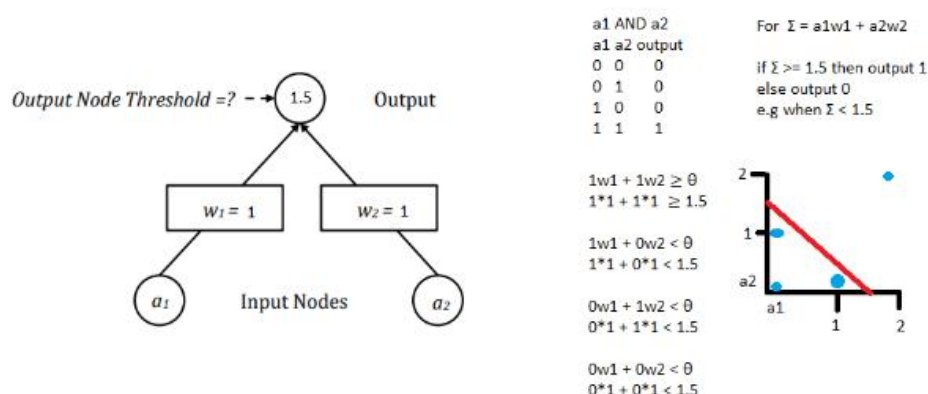 Output Node Threshold =?
1.5
Output
w1 = 1
w2 = 1
a1
Input Nodes
a2
a1 AND a2
a1 a2 output
0 0 0
0 1 0
1 0 0
1 1 1
1w1 + 1w2 ≥ θ
1*1 + 1*1 ≥ 1.5
1w1 + 0w2 < θ
1*1 + 0*1 < 1.5
0w1 + 1w2 < θ
0*1 + 1*1 < 1.5
0w1 + 0w2 < θ
0*1 + 0*1 < 1.5
For Σ = a1w1 + a2w2
if Σ >= 1.5 then output 1
else output 0
e.g when Σ < 1.5
2
1
a2
a1
1
2